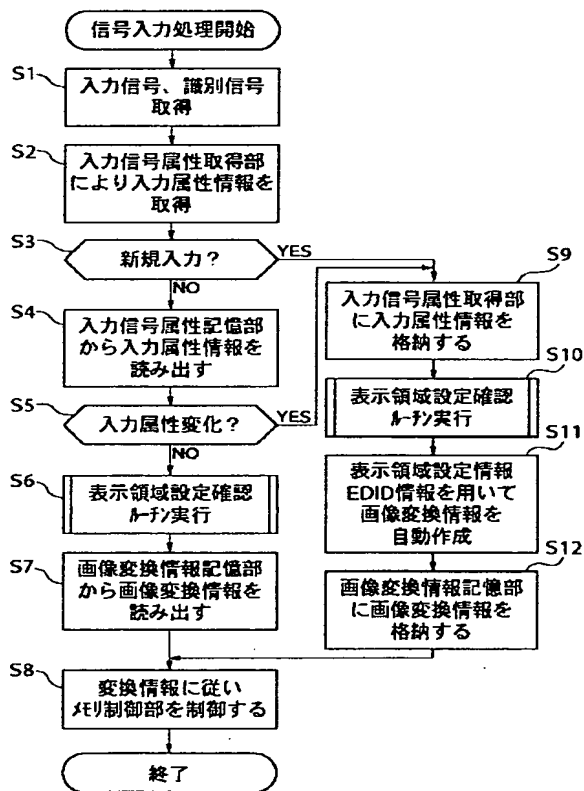 信号入力処理開始
S1
入力信号、識別信号
取得
S2
入力信号属性取得部
により入力属性情報を
取得
S3
新規入力?
YES
NO
S4
入力信号属性記憶部
から入力属性情報を
読み出す
S5
入力属性変化?
YES
NO
S6
表示領域設定確認
ルーチン実行
S7
画像変換情報記憶部
から画像変換情報を
読み出す
S8
変換情報に従い
メモリ制御部を制御する
終了
S9
入力信号属性取得部
に入力属性情報を
格納する
S10
表示領域設定確認
ルーチン実行
S11
表示領域設定情報
EDID情報を用いて
画像変換情報を
自動作成
S12
画像変換情報記憶部
に画像変換情報を
格納する